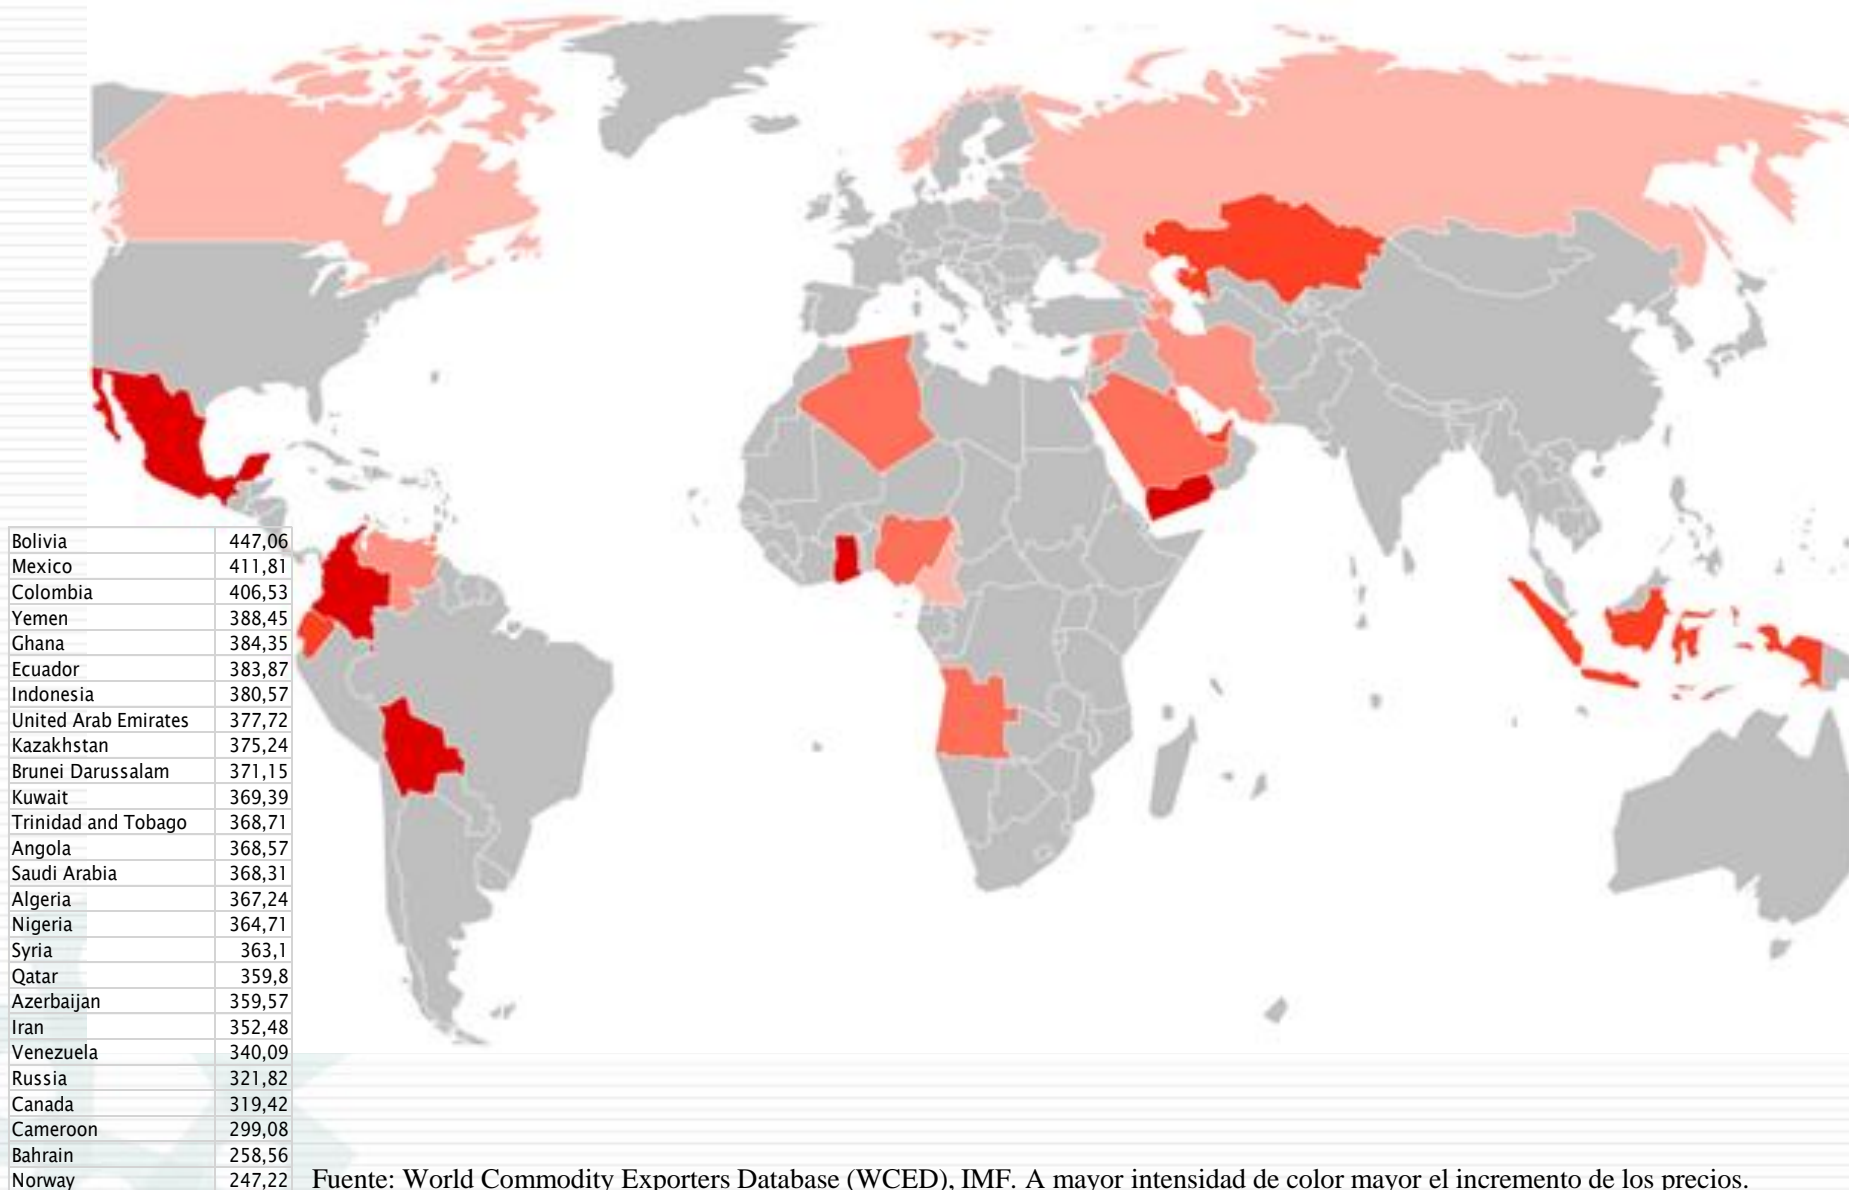 Bolivia 447,06
Mexico 411,81
Colombia 406,53
Yemen 388,45
Ghana 384,35
Ecuador 383,87
Indonesia 380,57
United Arab Emirates 377,72
Kazakhstan 375,24
Brunei Darussalam 371,15
Kuwait 369,39
Trinidad and Tobago 368,71
Angola 368,57
Saudi Arabia 368,31
Algeria 367,24
Nigeria 364,71
Syria 363,1
Qatar 359,8
Azerbaijan 359,57
Iran 352,48
Venezuela 340,09
Russia 321,82
Canada 319,42
Cameroon 299,08
Bahrain 258,56
Norway 247,22
Fuente: World Commodity Exporters Database (WCED), IMF. A mayor intensidad de color mayor el incremento de los precios.